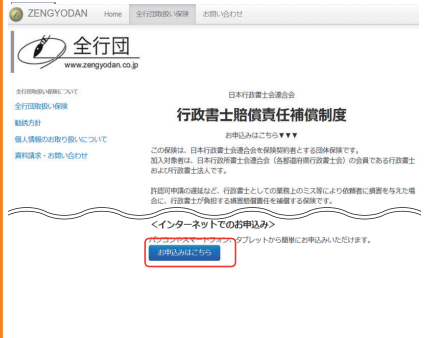 ZENGYODAN Home 全行団取扱い保険 お問い合わせ
全行団
www.zengyodan.co.jp
全行団取扱い保険について
全行団取扱い保険
勧誘方針
個人情報のお取り扱いについて
資料請求・お問い合わせ
日本行政書士会連合会
行政書士賠償責任補償制度
お申込みはこちら▼▼▼
この保険は、日本行政書士会連合会を保険契約者とする団体保険です。
加入対象者は、日本行政書士会連合会（各都道府県行政書士会）の会員である行政書士
および行政書士法人です。
許認可申請の遅延など、行政書士としての業務上のミス等により依頼者に損害を与えた場
合に、行政書士が負担する損害賠償責任を補償する保険です。
＜インターネットでのお申込み＞
パソコンやスマートフォン、タブレットから簡単にお申込みいただけます。
お申込みはこちら